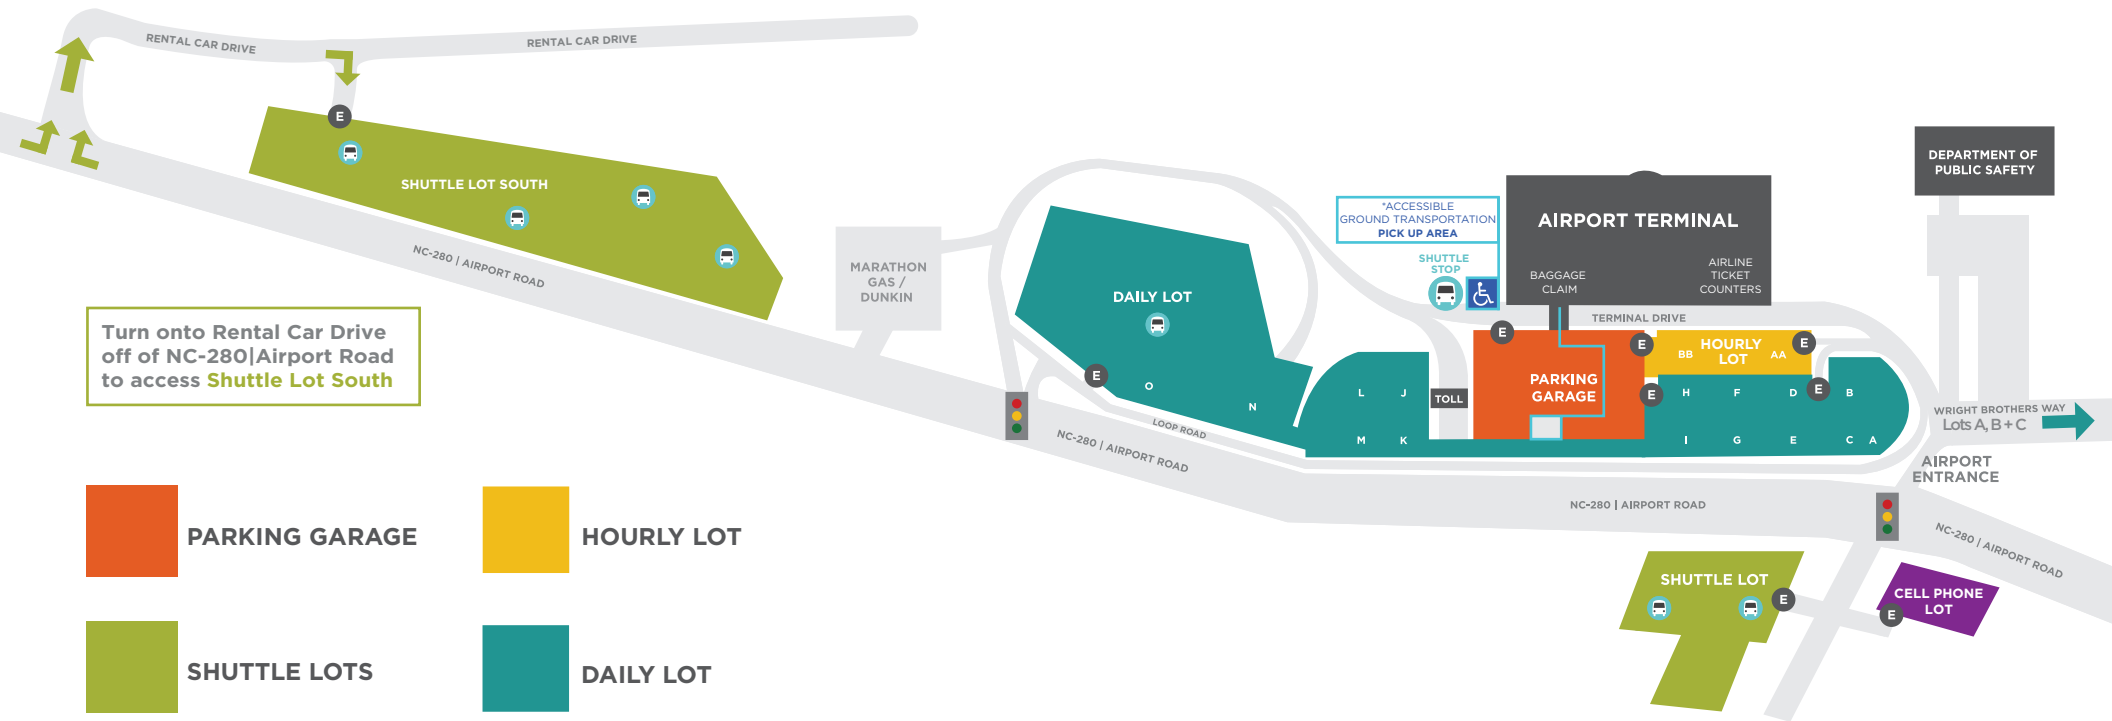 RENTAL CAR DRIVE
RENTAL CAR DRIVE
E
SHUTTLE LOT SOUTH
NC-280 | AIRPORT ROAD
Turn onto Rental Car Drive
off of NC-280|Airport Road
to access Shuttle Lot South
MARATHON
GAS /
DUNKIN
DAILY LOT
E
O
N
LOOP ROAD
NC-280 | AIRPORT ROAD
*ACCESSIBLE
GROUND TRANSPORTATION
PICK UP AREA
SHUTTLE
STOP
AIRPORT TERMINAL
BAGGAGE
CLAIM
AIRLINE
TICKET
COUNTERS
TERMINAL DRIVE
DEPARTMENT OF
PUBLIC SAFETY
L
J
M
K
TOLL
E
PARKING
GARAGE
E
HOURLY
LOT
BB
AA
E
E
H
F
D
E
B
I
G
E
C
A
WRIGHT BROTHERS WAY
Lots A, B + C
AIRPORT
ENTRANCE
NC-280 | AIRPORT ROAD
NC-280 | AIRPORT ROAD
SHUTTLE LOT
E
CELL PHONE
LOT
E
PARKING GARAGE
HOURLY LOT
SHUTTLE LOTS
DAILY LOT